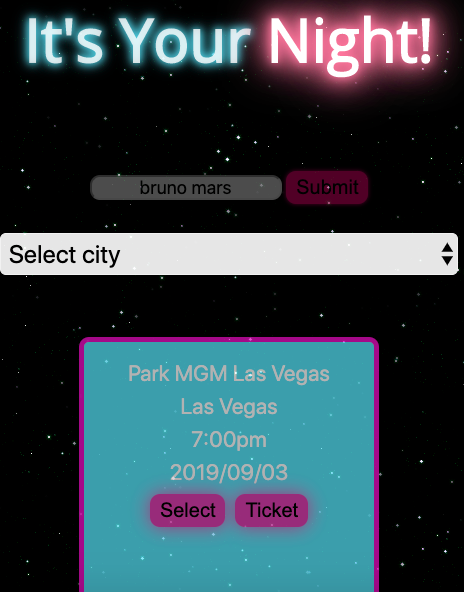 It's Your Night!
bruno mars Submit
Select city
Park MGM Las Vegas
Las Vegas
7:00pm
2019/09/03
Select Ticket